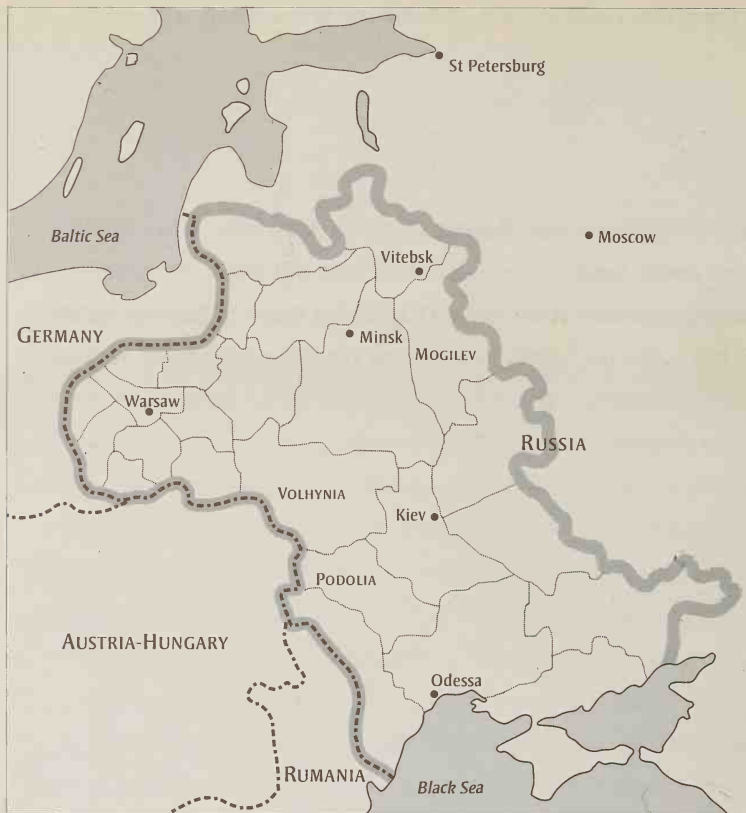 St Petersburg
Baltic Sea
Moscow
Vitebsk
GERMANY
Minsk
MOGILEV
Warsaw
RUSSIA
VOLHYNIA
Kiev
PODOLIA
AUSTRIA-HUNGARY
Odessa
RUMANIA
Black Sea